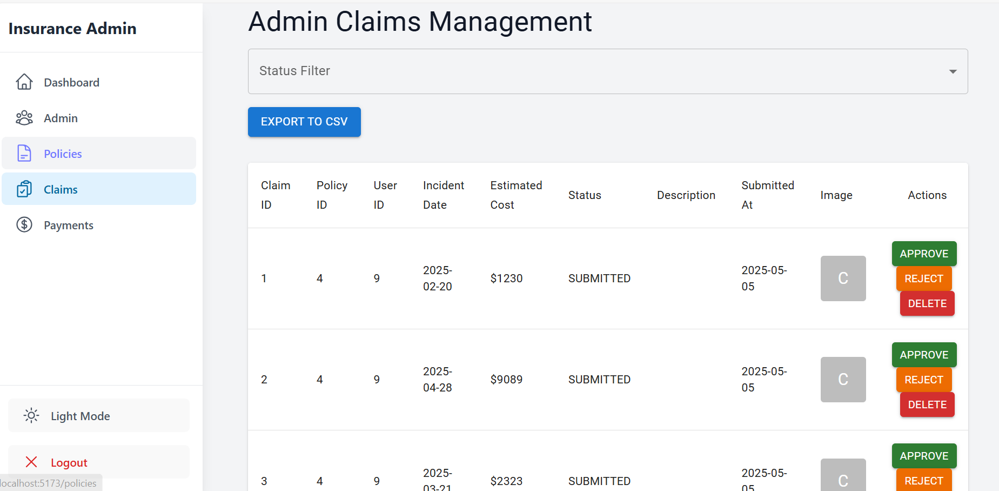 Insurance Admin
Dashboard
Admin
Policies
Claims
Payments
Light Mode
Logout
localhost:5173/policies
Admin Claims Management
Status Filter
EXPORT TO CSV
Claim ID
Policy ID
User ID
Incident Date
Estimated Cost
Status
Description
Submitted At
Image
Actions
1
4
9
2025-
02-20
$1230
SUBMITTED
2025-05-
05
C
APPROVE
REJECT
DELETE
2
4
9
2025-
04-28
$9089
SUBMITTED
2025-05-
05
C
APPROVE
REJECT
DELETE
3
4
9
2025-
03-21
$2323
SUBMITTED
2025-05-
05
C
APPROVE
REJECT